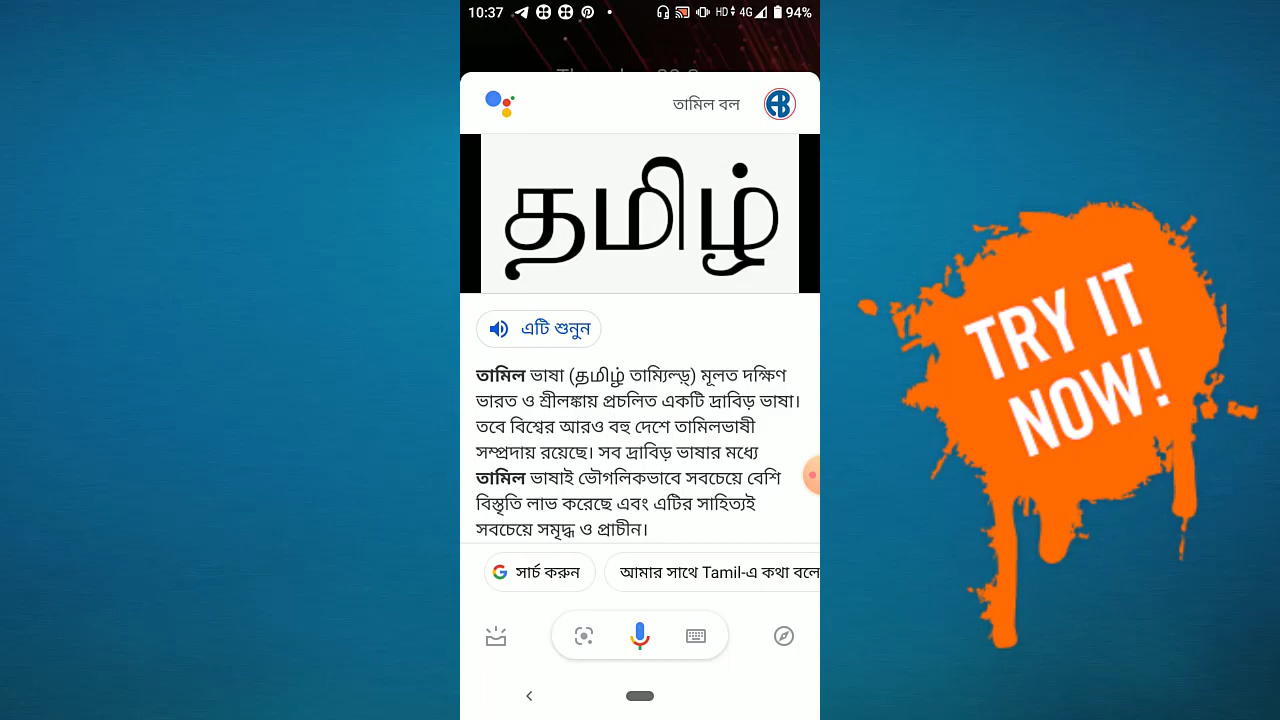 10:37
HD 4G 94%
তামিল বল
தமிழ்
এটি শুনুন
তামিল ভাষা (தமிழ் তাম্যিল্ড়্) মূলত দক্ষিণ
ভারত ও শ্রীলঙ্কায় প্রচলিত একটি দ্রাবিড় ভাষা।
তবে বিশ্বের আরও বহু দেশে তামিলভাষী
সম্প্রদায় রয়েছে। সব দ্রাবিড় ভাষার মধ্যে
তামিল ভাষাই ভৌগলিকভাবে সবচেয়ে বেশি
বিস্তৃতি লাভ করেছে এবং এটির সাহিত্যই
সবচেয়ে সমৃদ্ধ ও প্রাচীন।
সার্চ করুন
আমার সাথে Tamil-এ কথা বলে
TRY IT
NOW!